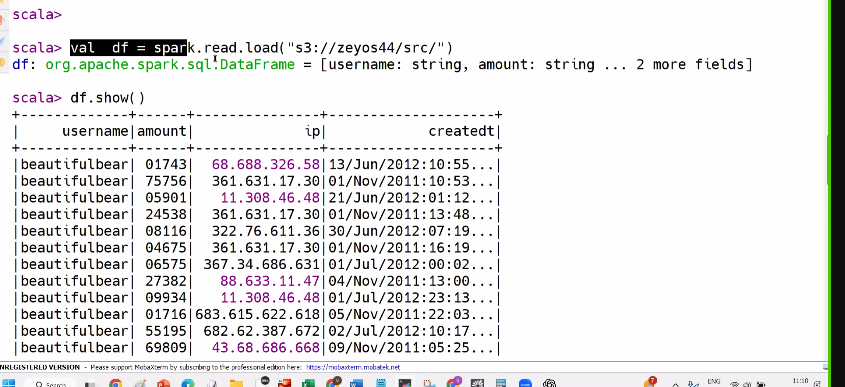 scala>
scala> val  df = spark.read.load("s3://zeyos44/src/")
df: org.apache.spark.sql.DataFrame = [username: string, amount: string ... 2 more fields]
scala> df.show()
+-------------+------+---------------+--------------------+
|     username|amount|             ip|            createdt|
+-------------+------+---------------+--------------------+
|beautifulbear| 01743|  68.688.326.58|13/Jun/2012:10:55...|
|beautifulbear| 75756|  361.631.17.30|01/Nov/2011:10:53...|
|beautifulbear| 05901|   11.308.46.48|21/Jun/2012:01:12...|
|beautifulbear| 24538|  361.631.17.30|01/Nov/2011:13:48...|
|beautifulbear| 08116|  322.76.611.36|30/Jun/2012:07:19...|
|beautifulbear| 04675|  361.631.17.30|01/Nov/2011:16:19...|
|beautifulbear| 06575| 367.34.686.631|01/Jul/2012:00:02...|
|beautifulbear| 27382|   88.633.11.47|04/Nov/2011:13:00...|
|beautifulbear| 09934|   11.308.46.48|01/Jul/2012:23:13...|
|beautifulbear| 01716|683.615.622.618|05/Nov/2011:22:03...|
|beautifulbear| 55195| 682.62.387.672|02/Jul/2012:10:17...|
|beautifulbear| 69809|  43.68.686.668|09/Nov/2011:05:25...|
NREGISTERED VERSION - Please support MobaXterm by subscribing to the professional edition here: https://mobaxterm.mobatek.net
Search
11:10